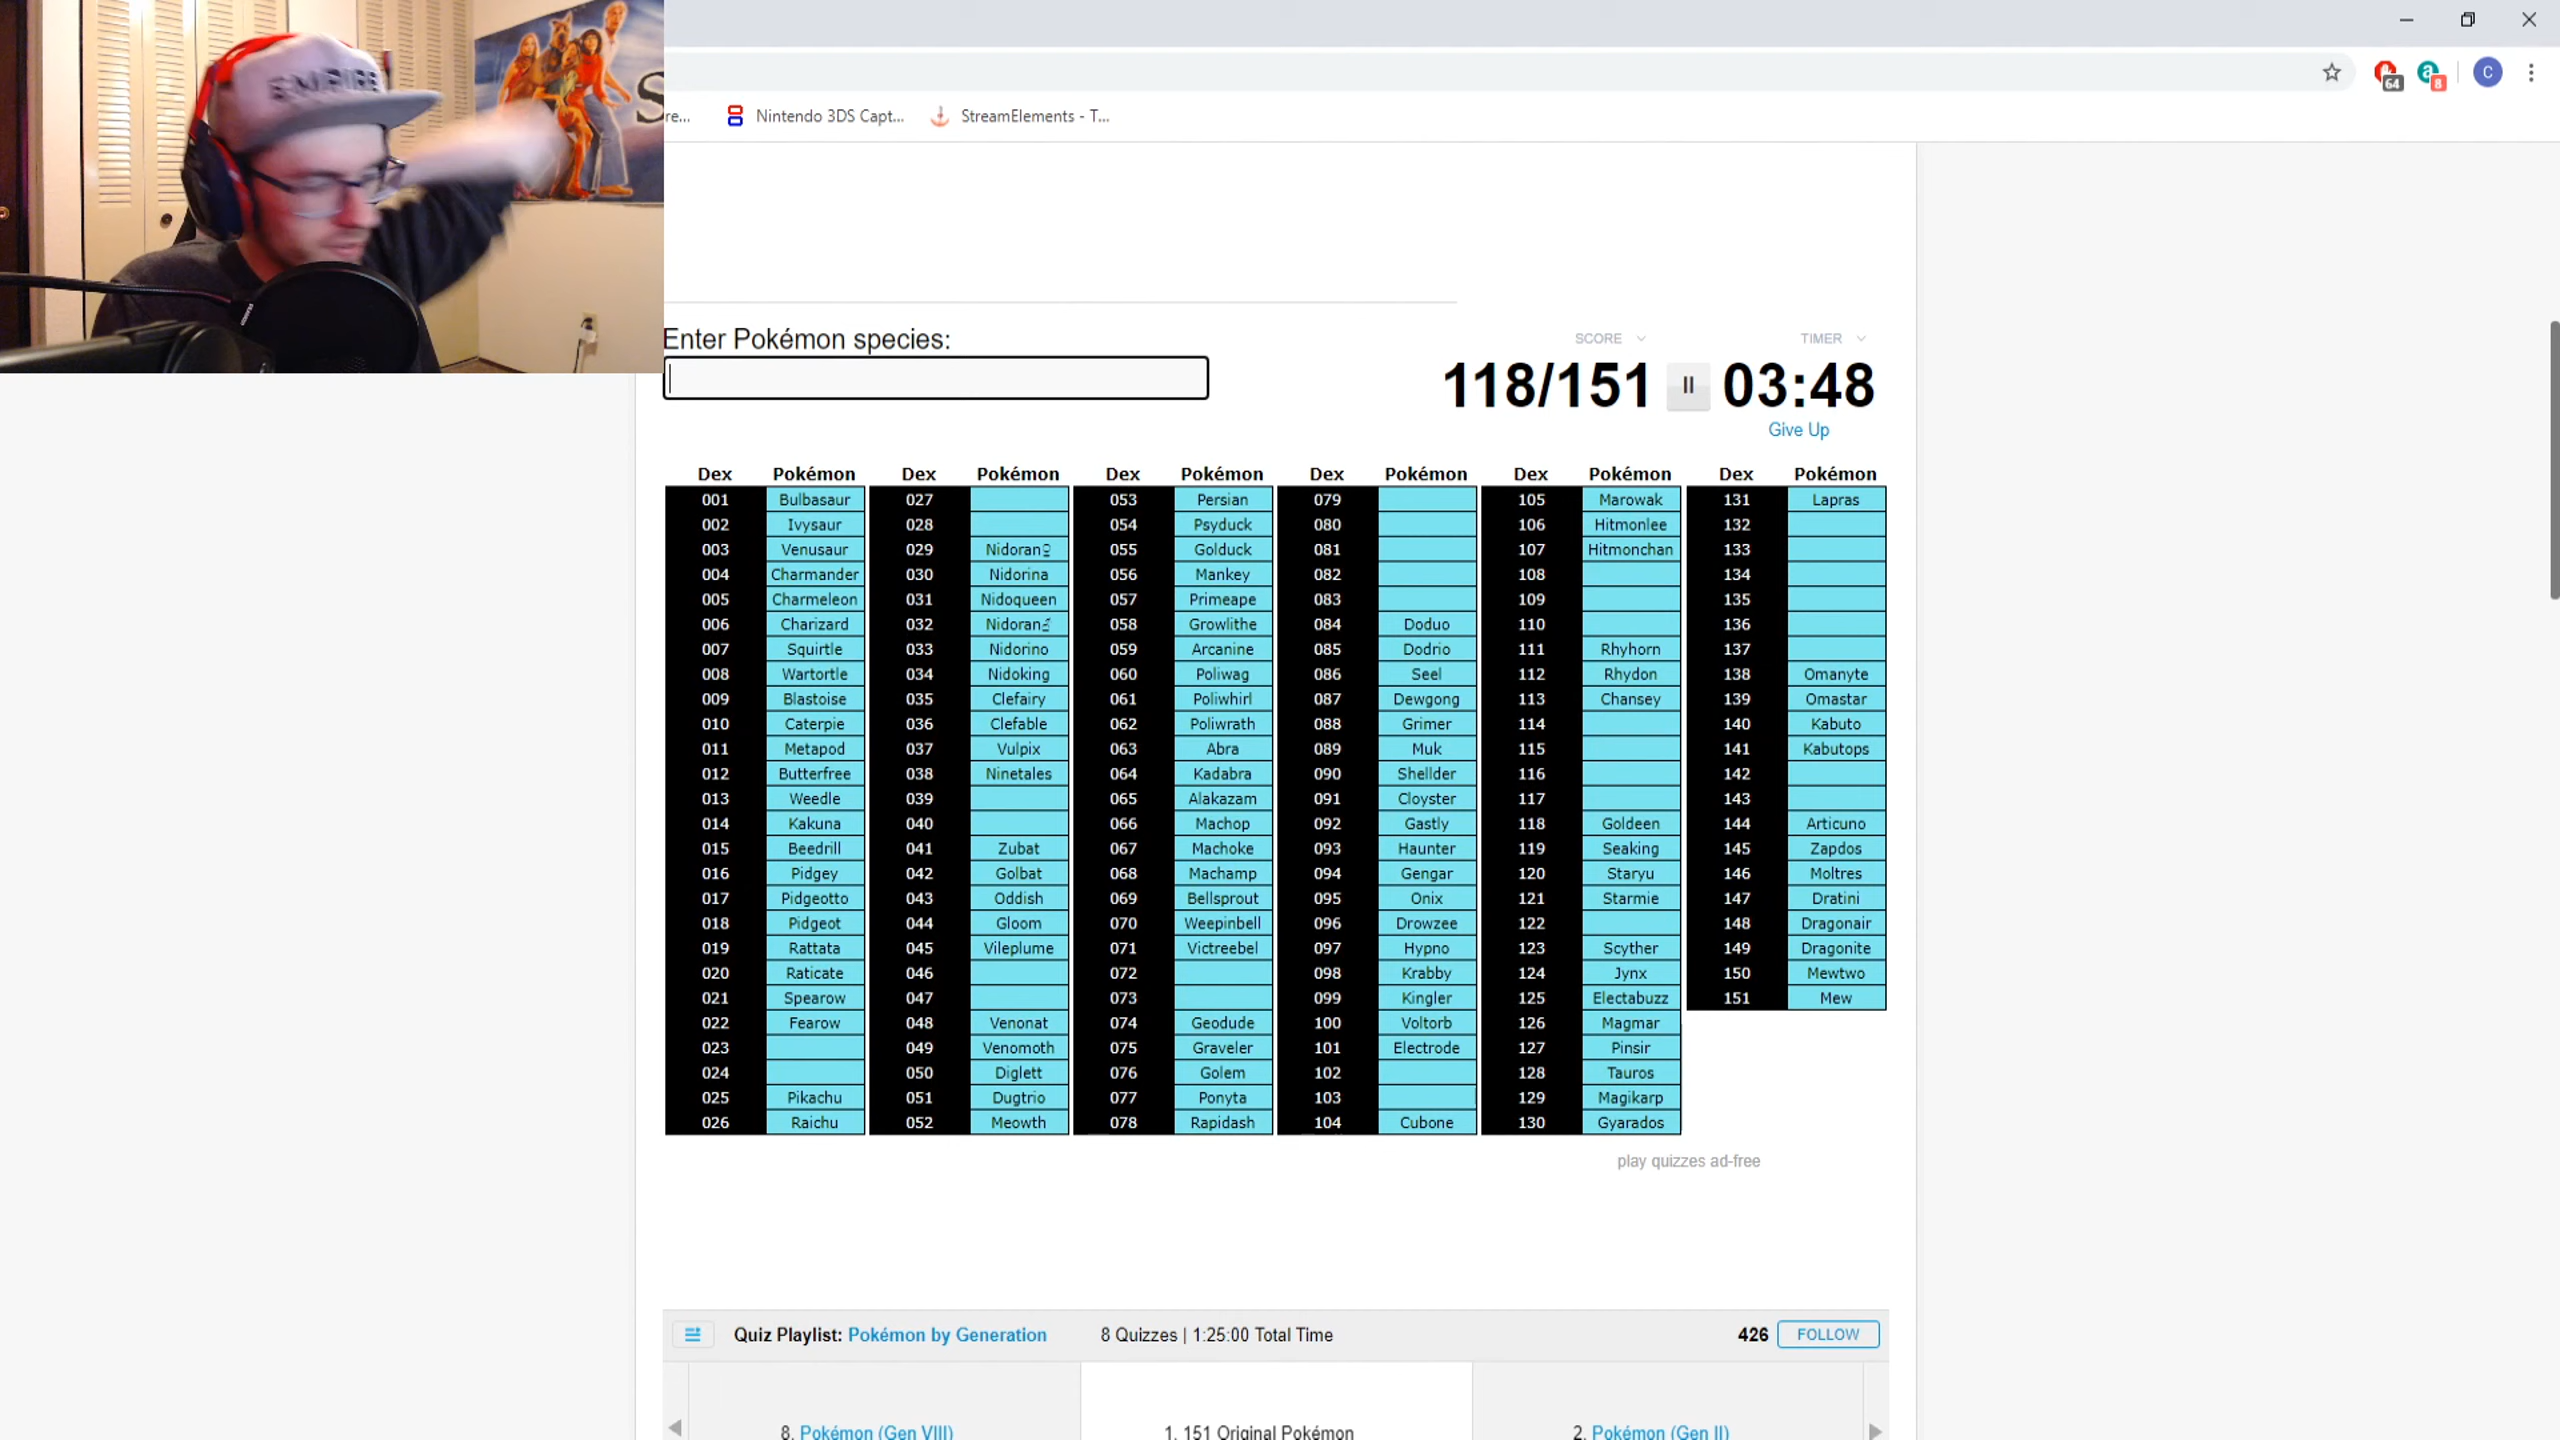 EMPIRE
S
re...
Nintendo 3DS Capt...
StreamElements - T...
64
8
C
Enter Pokémon species:
SCORE
TIMER
118/151
03:48
Give Up
Dex Pokémon Dex Pokémon Dex Pokémon Dex Pokémon Dex Pokémon Dex Pokémon
001 Bulbasaur 027 053 Persian 079 105 Marowak 131 Lapras
002 Ivysaur 028 054 Psyduck 080 106 Hitmonlee 132
003 Venusaur 029 Nidoran♀ 055 Golduck 081 107 Hitmonchan 133
004 Charmander 030 Nidorina 056 Mankey 082 108 134
005 Charmeleon 031 Nidoqueen 057 Primeape 083 109 135
006 Charizard 032 Nidoran♂ 058 Growlithe 084 Doduo 110 136
007 Squirtle 033 Nidorino 059 Arcanine 085 Dodrio 111 Rhyhorn 137
008 Wartortle 034 Nidoking 060 Poliwag 086 Seel 112 Rhydon 138 Omanyte
009 Blastoise 035 Clefairy 061 Poliwhirl 087 Dewgong 113 Chansey 139 Omastar
010 Caterpie 036 Clefable 062 Poliwrath 088 Grimer 114 140 Kabuto
011 Metapod 037 Vulpix 063 Abra 089 Muk 115 141 Kabutops
012 Butterfree 038 Ninetales 064 Kadabra 090 Shellder 116 142
013 Weedle 039 065 Alakazam 091 Cloyster 117 143
014 Kakuna 040 066 Machop 092 Gastly 118 Goldeen 144 Articuno
015 Beedrill 041 Zubat 067 Machoke 093 Haunter 119 Seaking 145 Zapdos
016 Pidgey 042 Golbat 068 Machamp 094 Gengar 120 Staryu 146 Moltres
017 Pidgeotto 043 Oddish 069 Bellsprout 095 Onix 121 Starmie 147 Dratini
018 Pidgeot 044 Gloom 070 Weepinbell 096 Drowzee 122 148 Dragonair
019 Rattata 045 Vileplume 071 Victreebel 097 Hypno 123 Scyther 149 Dragonite
020 Raticate 046 072 098 Krabby 124 Jynx 150 Mewtwo
021 Spearow 047 073 099 Kingler 125 Electabuzz 151 Mew
022 Fearow 048 Venonat 074 Geodude 100 Voltorb 126 Magmar
023 049 Venomoth 075 Graveler 101 Electrode 127 Pinsir
024 050 Diglett 076 Golem 102 128 Tauros
025 Pikachu 051 Dugtrio 077 Ponyta 103 129 Magikarp
026 Raichu 052 Meowth 078 Rapidash 104 Cubone 130 Gyarados
play quizzes ad-free
Quiz Playlist: Pokémon by Generation 8 Quizzes | 1:25:00 Total Time 426 FOLLOW
8. Pokémon (Gen VIII) 1. 151 Original Pokémon 2. Pokémon (Gen II)